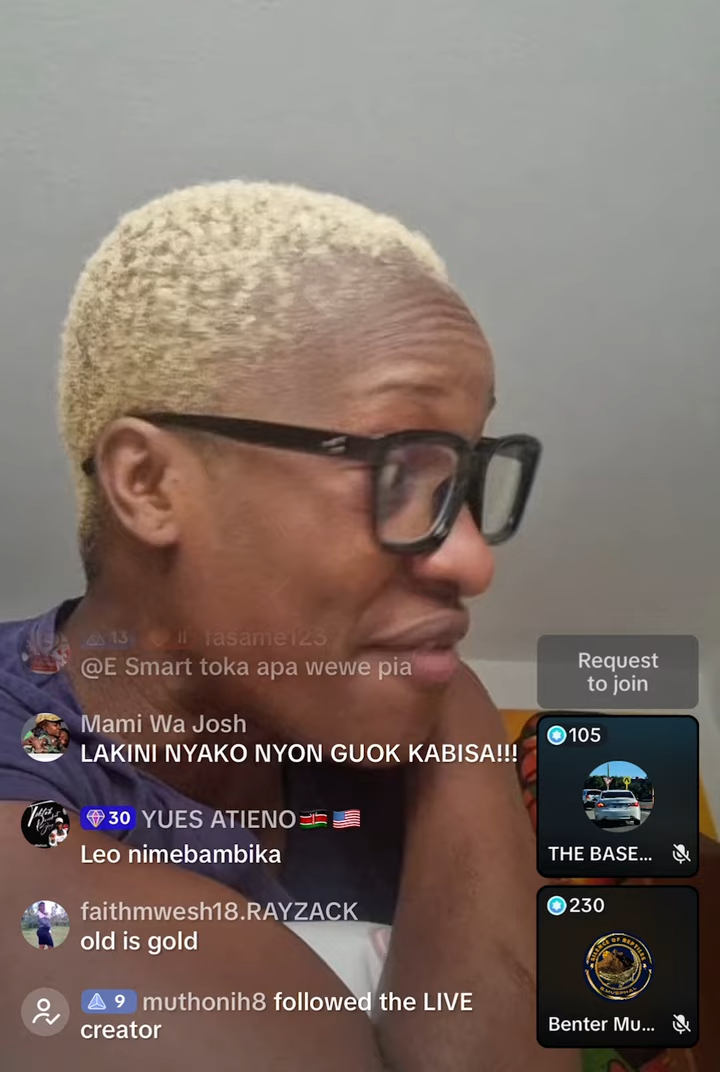 13 fasame123
@E Smart toka apa wewe pia
Request
to join
Mami Wa Josh
LAKINI NYAKO NYON GUOK KABISA!!!
105
THE BASE...
30 YUES ATIENO🇰🇪🇺🇸
Leo nimebambika
faithmwesh18.RAYZACK
old is gold
230
Benter Mu...
9 muthonih8 followed the LIVE
creator